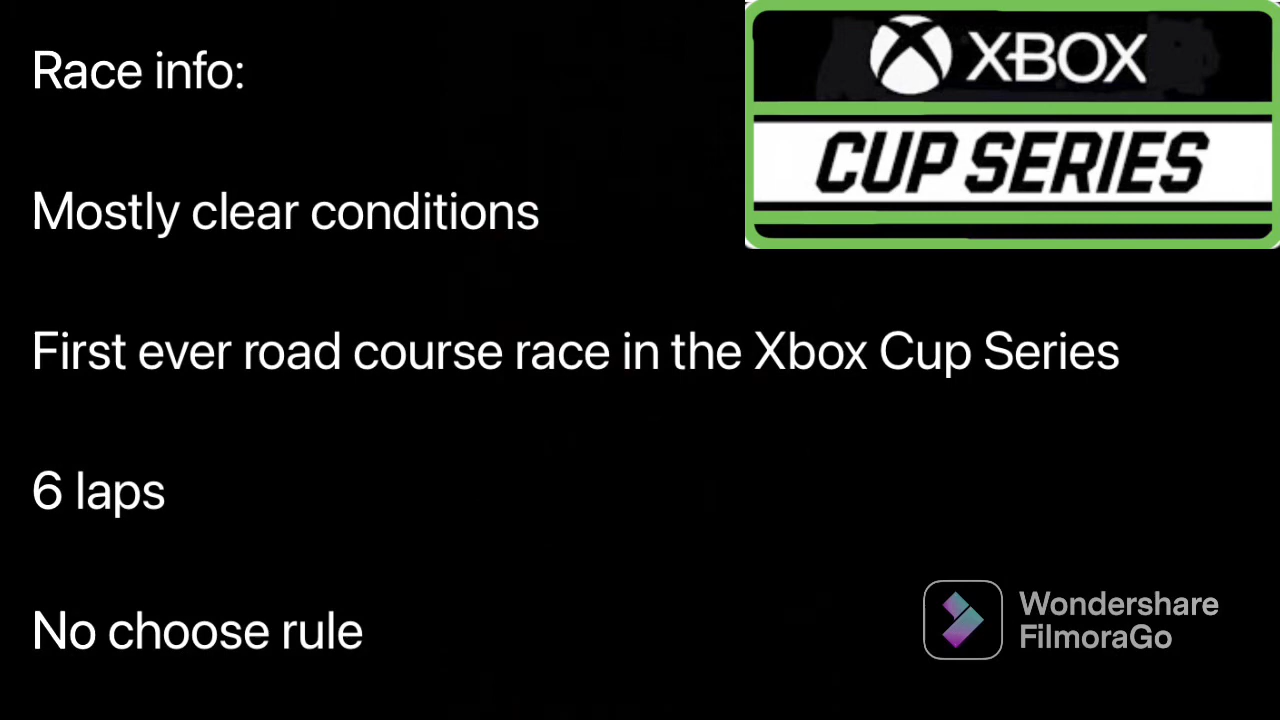 Race info:
XBOX
CUP SERIES
Mostly clear conditions
First ever road course race in the Xbox Cup Series
6 laps
No choose rule
Wondershare
FilmoraGo